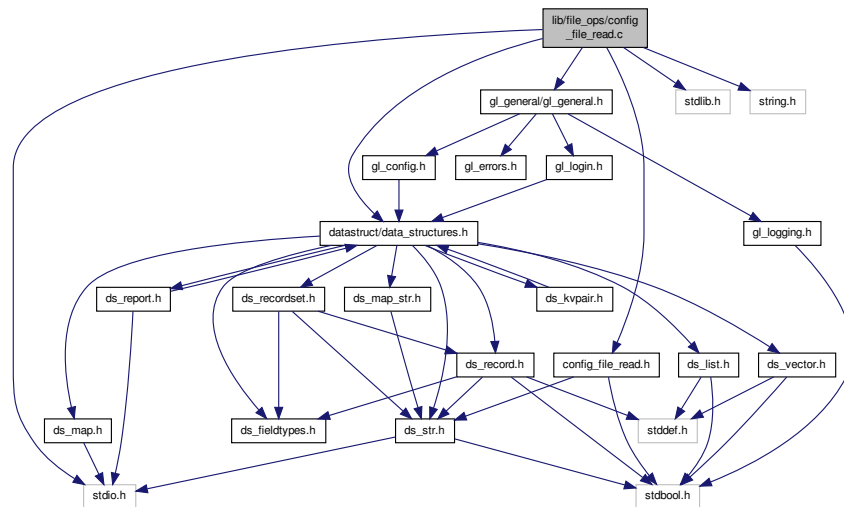 lib/file_ops/config
_file_read.c
gl_general/gl_general.h
stdlib.h
string.h
gl_config.h
gl_errors.h
gl_login.h
datastruct/data_structures.h
gl_logging.h
ds_report.h
ds_recordset.h
ds_map_str.h
ds_kvpair.h
ds_record.h
config_file_read.h
ds_list.h
ds_vector.h
ds_map.h
ds_fieldtypes.h
ds_str.h
stddef.h
stdio.h
stdbool.h